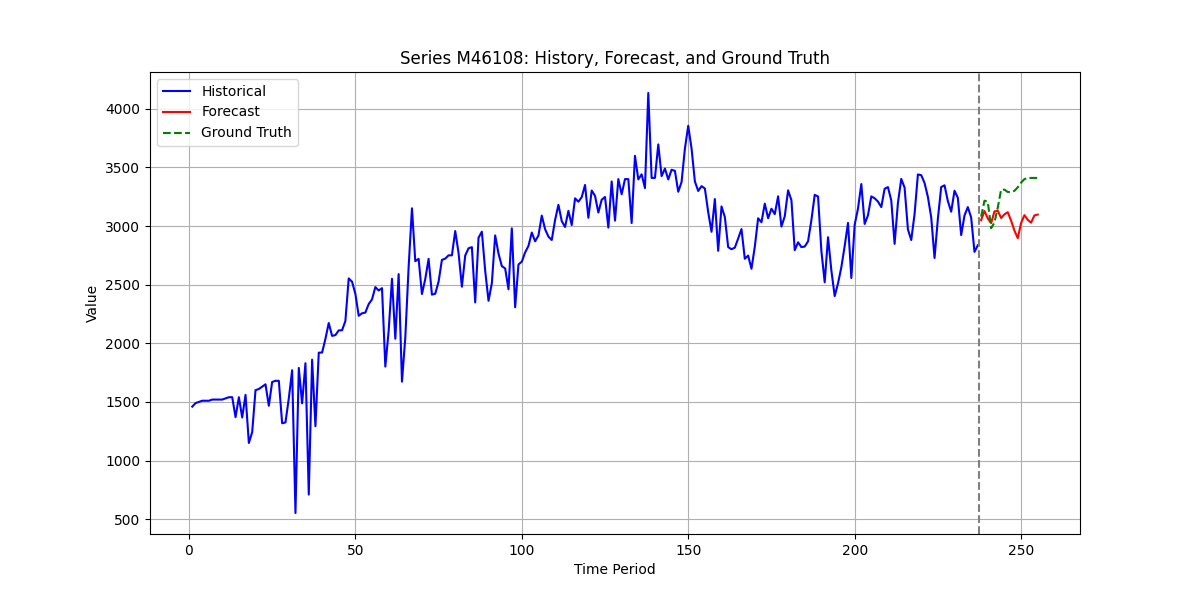 Series M46108: History, Forecast, and Ground Truth
Historical
Forecast
Ground Truth
4000
3500
3000
2500
2000
1500
1000
500
Value
0 50 100 150 200 250
Time Period